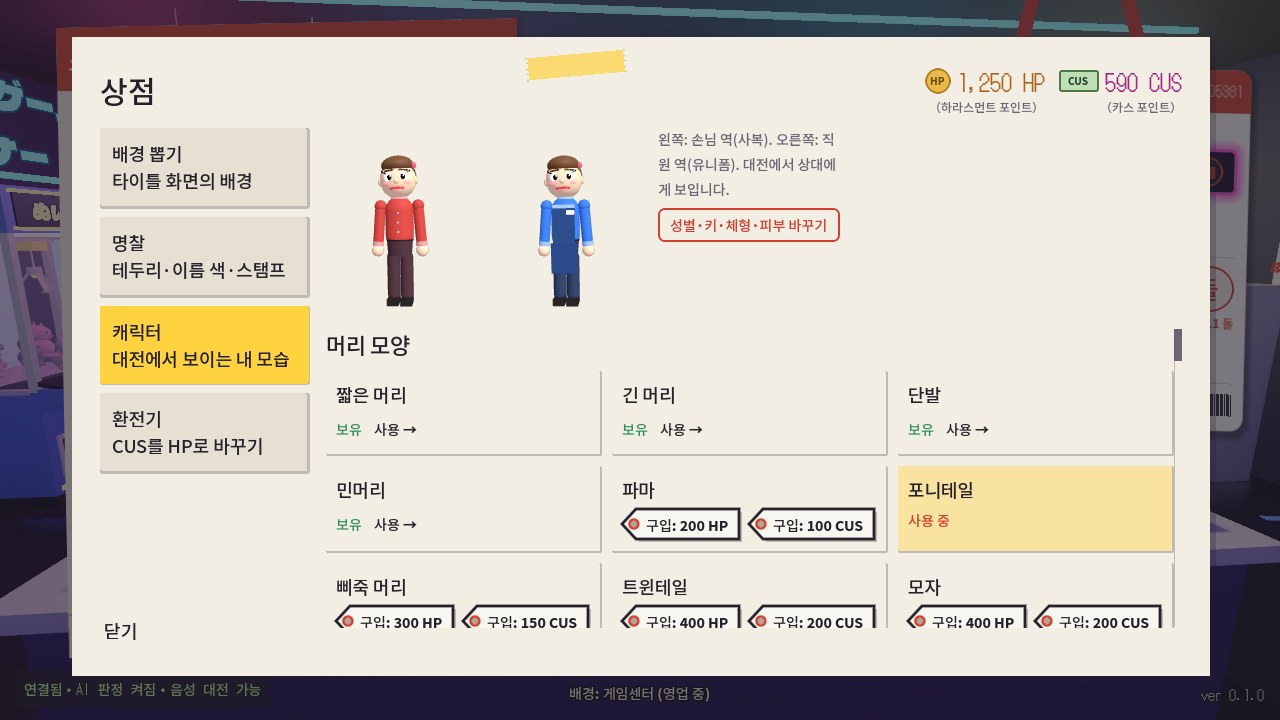 상점
HP 1,250 HP
(하라스먼트 포인트)
CUS 590 CUS
(카스 포인트)
배경 뽑기
타이틀 화면의 배경
명찰
테두리·이름 색·스탬프
캐릭터
대전에서 보이는 내 모습
환전기
CUS를 HP로 바꾸기
닫기
왼쪽: 손님 역(사복). 오른쪽: 직
원 역(유니폼). 대전에서 상대에
게 보입니다.
성별·키·체형·피부 바꾸기
머리 모양
짧은 머리
보유 사용 →
긴 머리
보유 사용 →
단발
보유 사용 →
민머리
보유 사용 →
파마
구입: 200 HP 구입: 100 CUS
포니테일
사용 중
삐죽 머리
구입: 300 HP 구입: 150 CUS
트윈테일
구입: 400 HP 구입: 200 CUS
모자
구입: 400 HP 구입: 200 CUS
연결됨 • AI 판정 켜짐 • 음성 대전 가능
배경: 게임센터 (영업 중)
ver 0.1.0